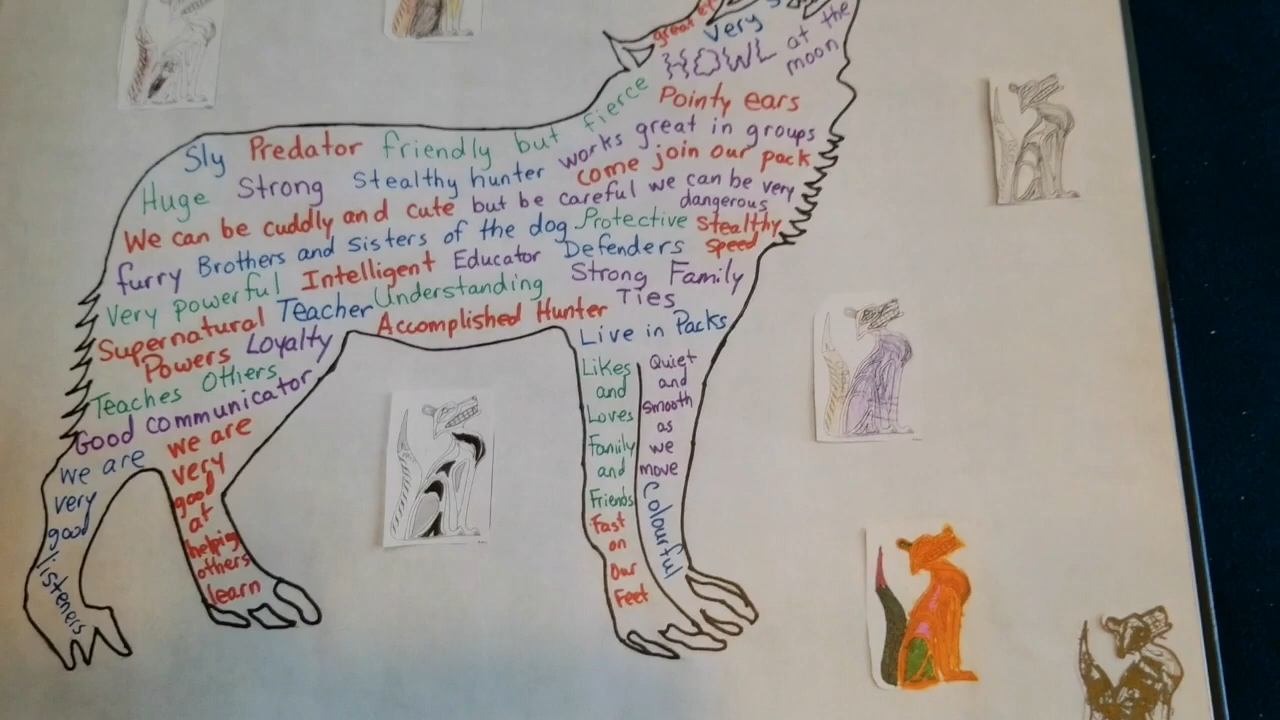 great
very
HOWL at the moon
Pointy ears
Sly Predator friendly but fierce
works great in groups
come join our pack
Huge Strong Stealthy hunter
We can be cuddly and cute but be careful we can be very dangerous
furry Brothers and sisters of the dog Protective Stealthy speed
Very powerful Intelligent Educator Defenders
Strong Family Ties
Supernatural Powers Teacher Understanding
Accomplished Hunter
Loyalty
Live in Packs
Teaches Others
Good communicator
we are very good listeners
we are very good at helping others learn
Likes and Loves Family and Friends
Fast on Our Feet
Quiet and Smooth as we move
Colourful